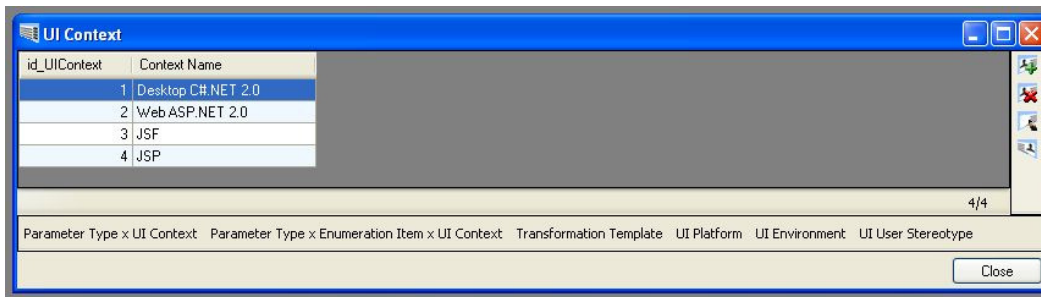 UI Context
id_UIContext Context Name
1 Desktop C#.NET 2.0
2 Web ASP.NET 2.0
3 JSF
4 JSP
4/4
Parameter Type x UI Context Parameter Type x Enumeration Item x UI Context Transformation Template UI Platform UI Environment UI User Stereotype
Close